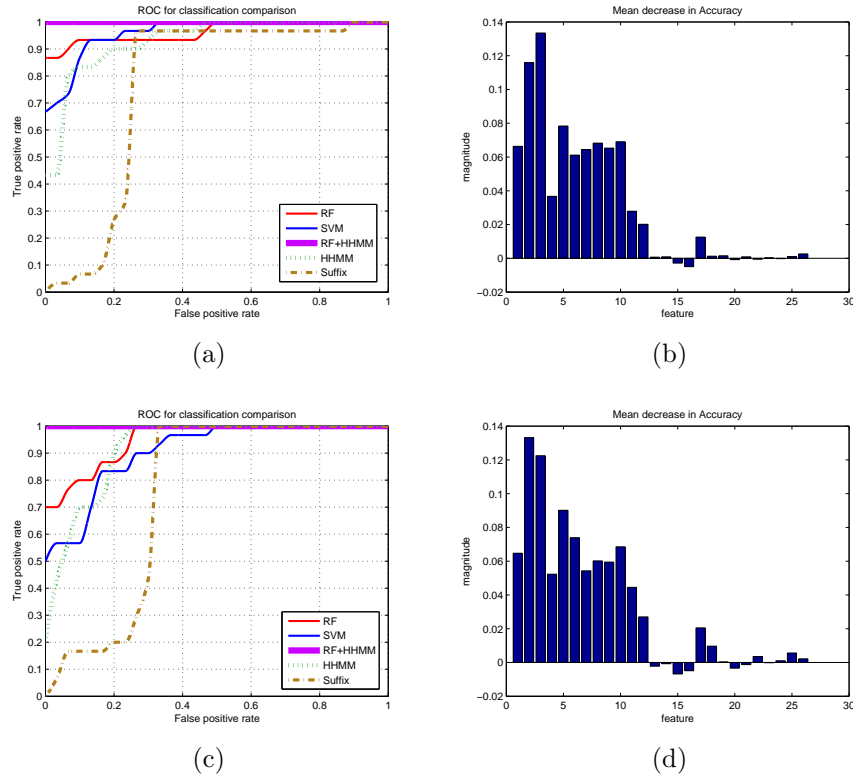 ROC for classification comparison
1
0.9
0.8
0.7
0.6
0.5
0.4
0.3
0.2
0.1
0
True positive rate
RF
SVM
RF+HHMM
HHMM
Suffix
0 0.2 0.4 0.6 0.8 1
False positive rate
(a)
Mean decrease in Accuracy
0.14
0.12
0.1
0.08
0.06
0.04
0.02
0
−0.02
magnitude
0 5 10 15 20 25 30
feature
(b)
ROC for classification comparison
1
0.9
0.8
0.7
0.6
0.5
0.4
0.3
0.2
0.1
0
True positive rate
RF
SVM
RF+HHMM
HHMM
Suffix
0 0.2 0.4 0.6 0.8 1
False positive rate
(c)
Mean decrease in Accuracy
0.14
0.12
0.1
0.08
0.06
0.04
0.02
0
−0.02
magnitude
0 5 10 15 20 25 30
feature
(d)